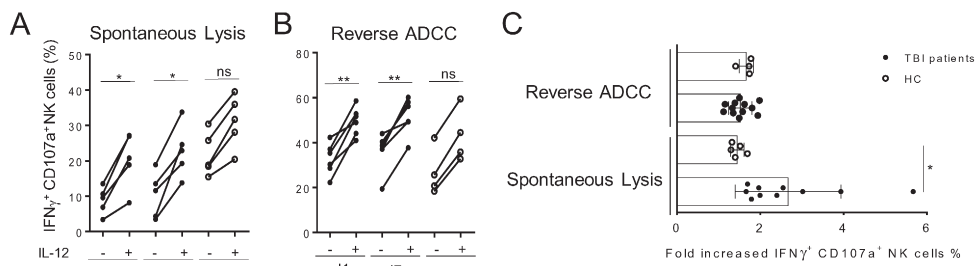 A
Spontaneous Lysis
IFNγ+ CD107a+ NK cells (%)
50
40
30
20
10
0
* * ns
IL-12
- + - + - +
B
Reverse ADCC
80
60
40
20
0
** ** ns
- + - + - +
C
TBI patients
HC
Reverse ADCC
Spontaneous Lysis
*
0 2 4 6
Fold increased IFNγ+ CD107a+ NK cells %